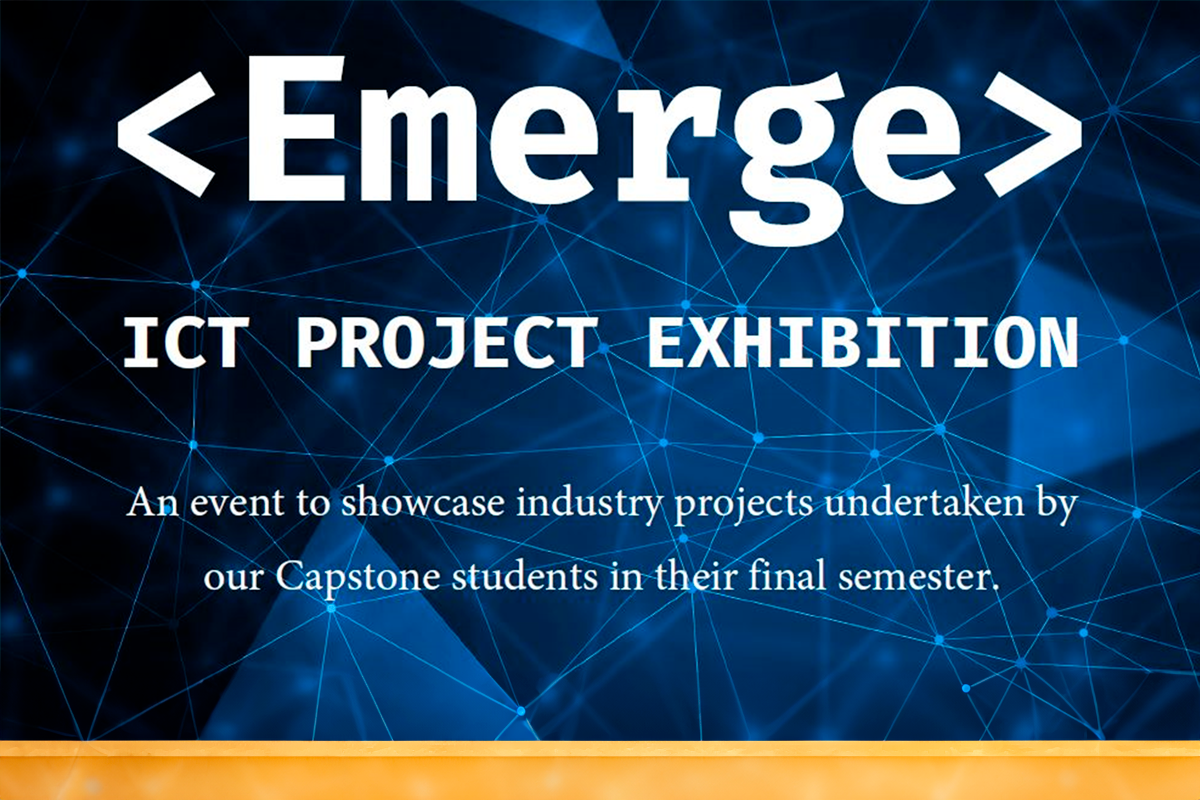 <Emerge>
ICT PROJECT EXHIBITION
An event to showcase industry projects undertaken by
our Capstone students in their final semester.